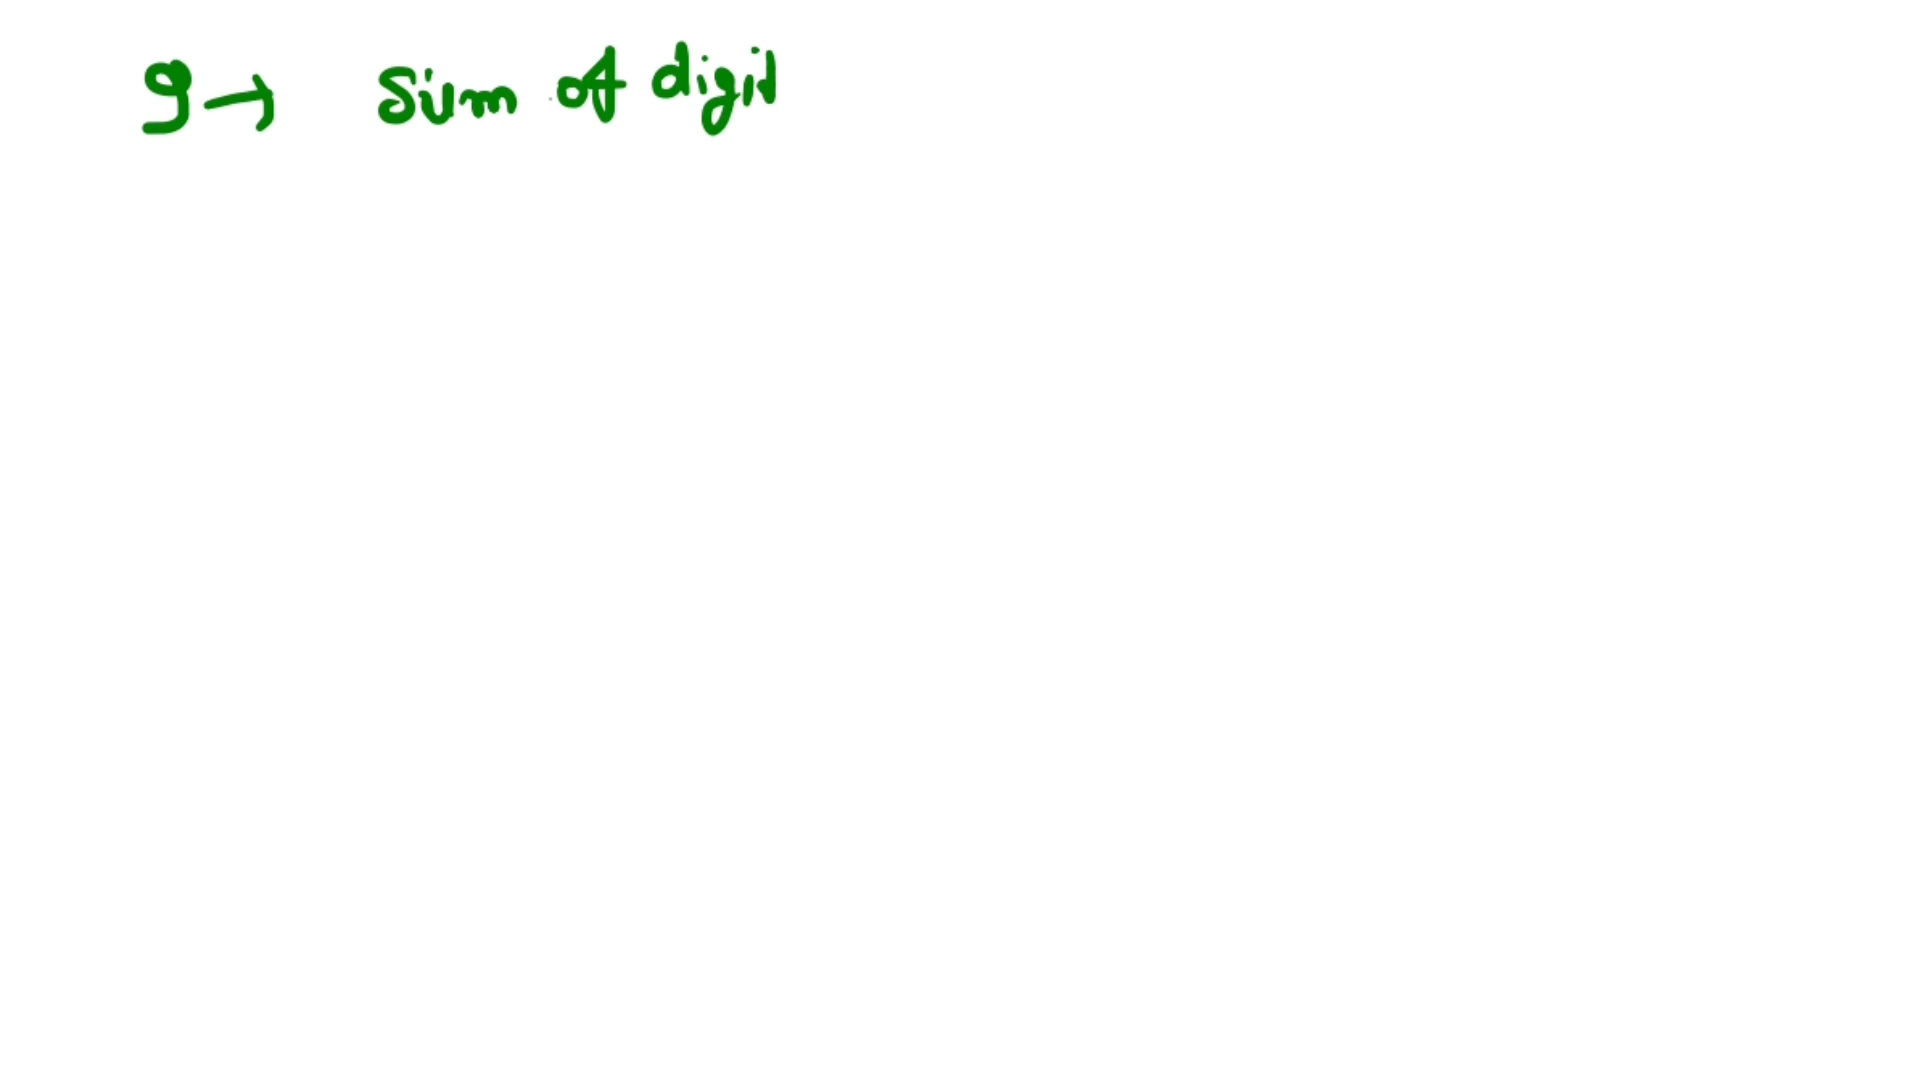 9 → Sum of digit